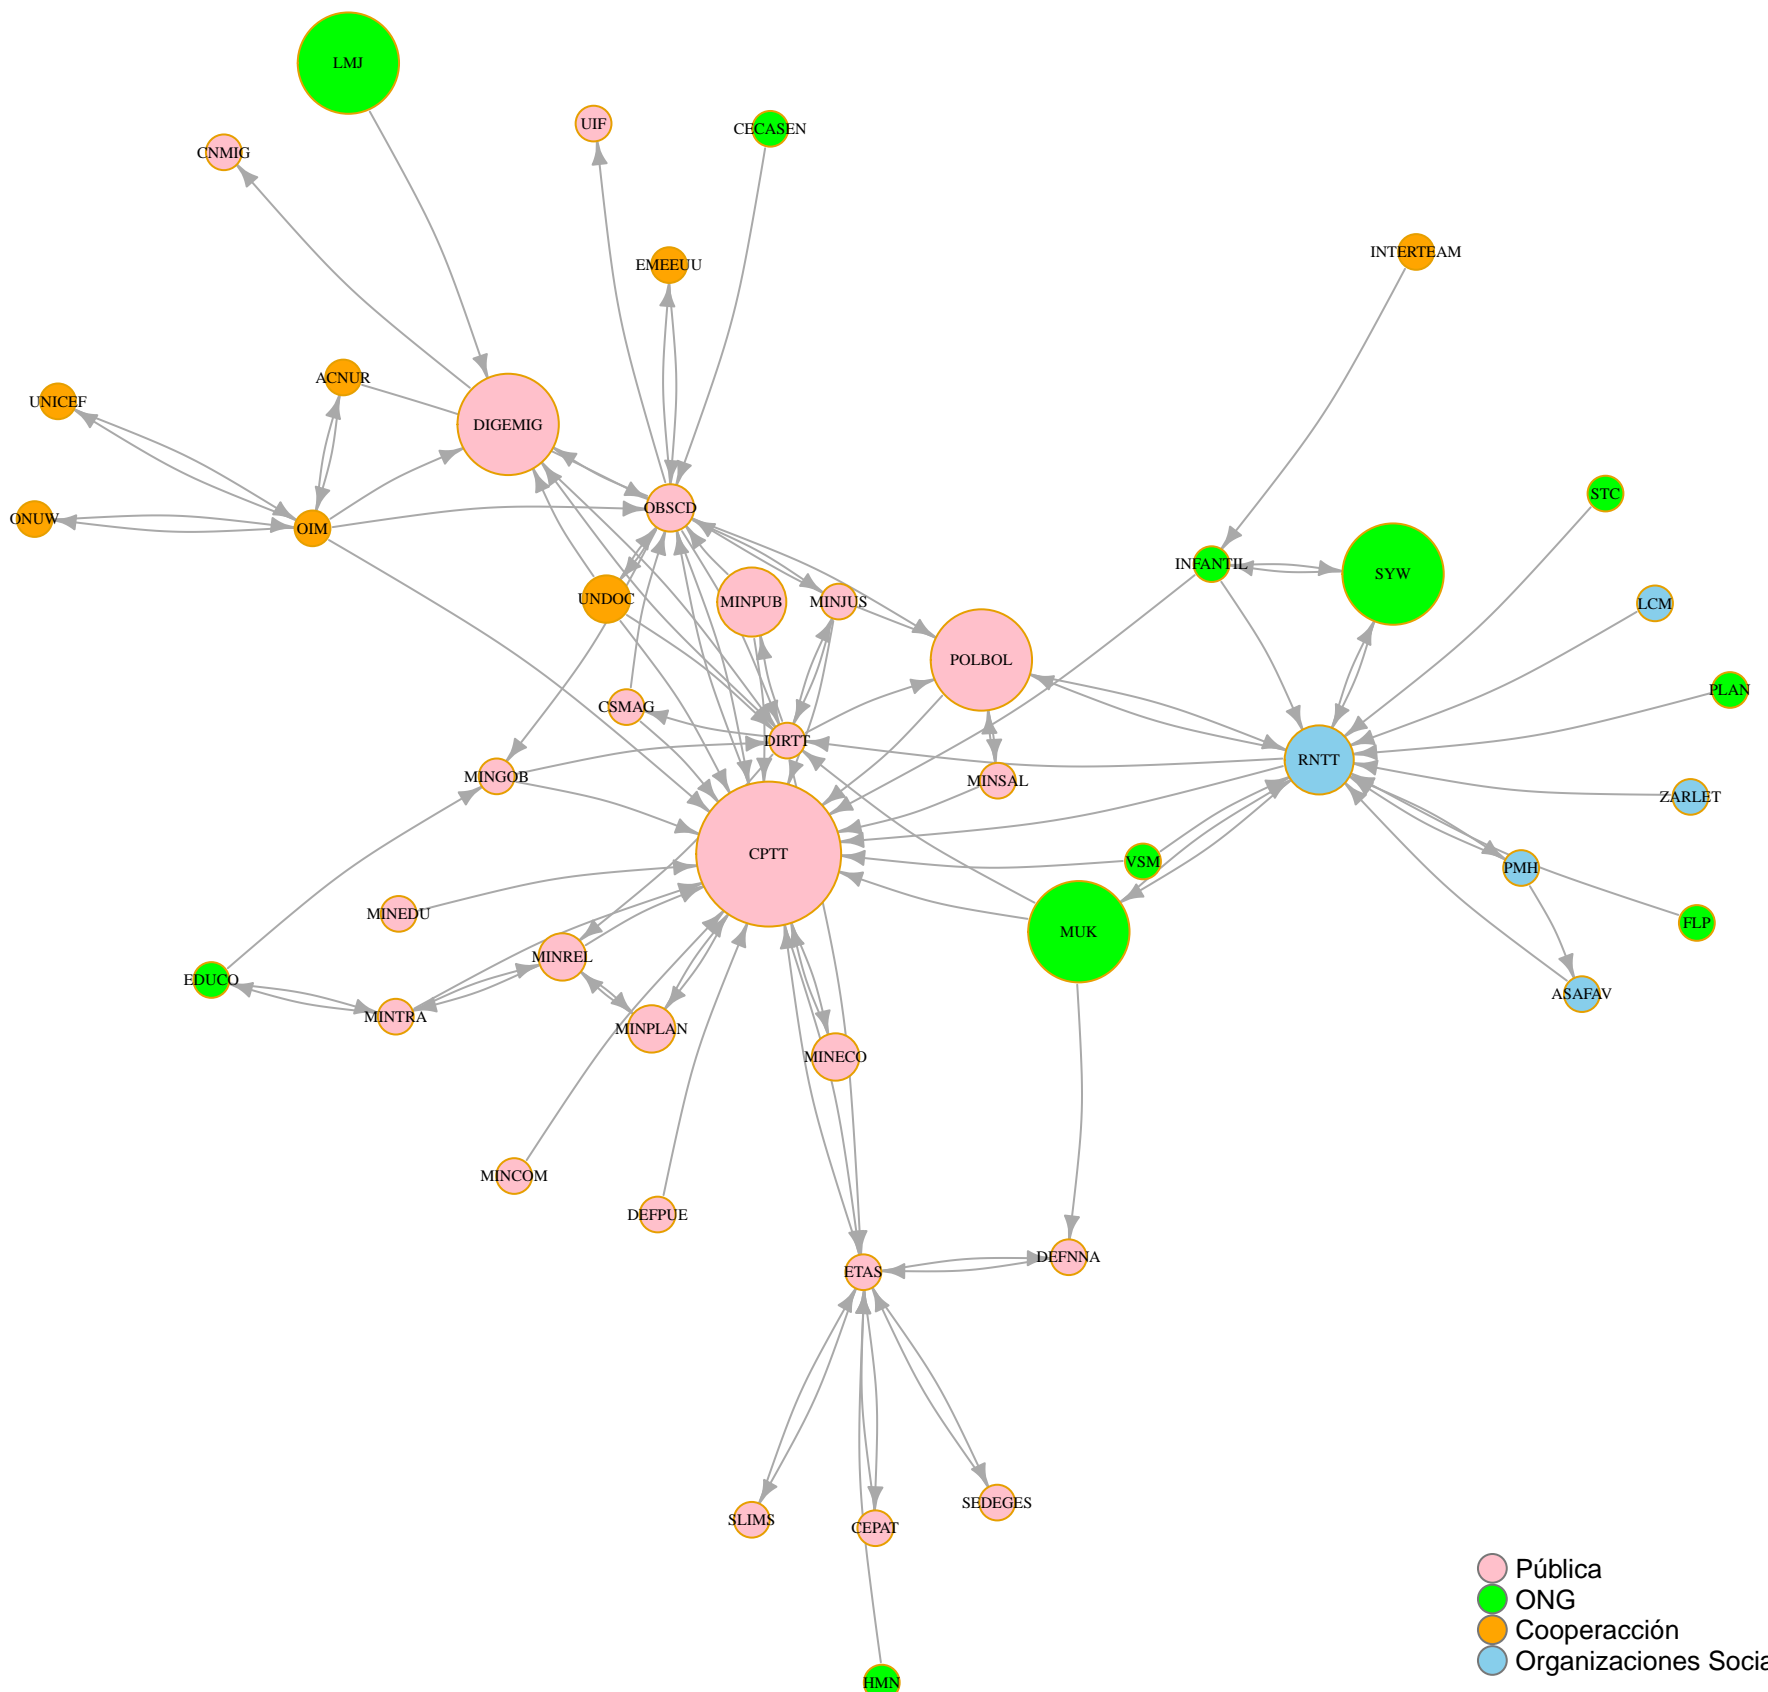 LMJ
UIF
CECASEN
CNMIG
INTERTEAM
EMEEUU
ACNUR
UNICEF
DIGEMIG
STC
OBSCD
ONUW
OIM
INFANTIL
SYW
UNDOC
MINPUB
MINJUS
LCM
POLBOL
PLAN
CSMAG
DIRTT
RNTT
MINGOB
MINSAL
ZARLET
CPTT
VSM
PMH
MINEDU
FLP
MUK
MINREL
EDUCO
ASAFAV
MINTRA
MINPLAN
MINECO
MINCOM
DEFPUE
DEFNNA
ETAS
SEDEGES
SLIMS
CEPAT
HMN
Pública
ONG
Cooperacción
Organizaciones Socia